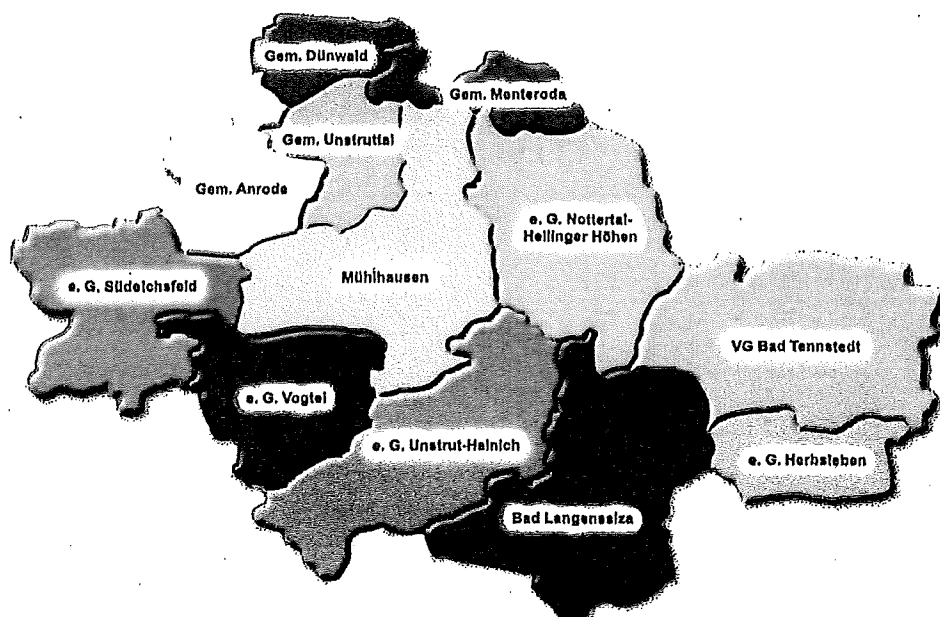 Gem. Dünwald
Gem. Menteroda
Gem. Unstruttal
Gem. Anrode
e. G. Nottertal-
Heilinger Höhen
e. G. Südeichsfeld
Mühlhausen
VG Bad Tennstedt
e. G. Vogtei
e. G. Unstrut-Hainich
e. G. Herbsleben
Bad Langensalza